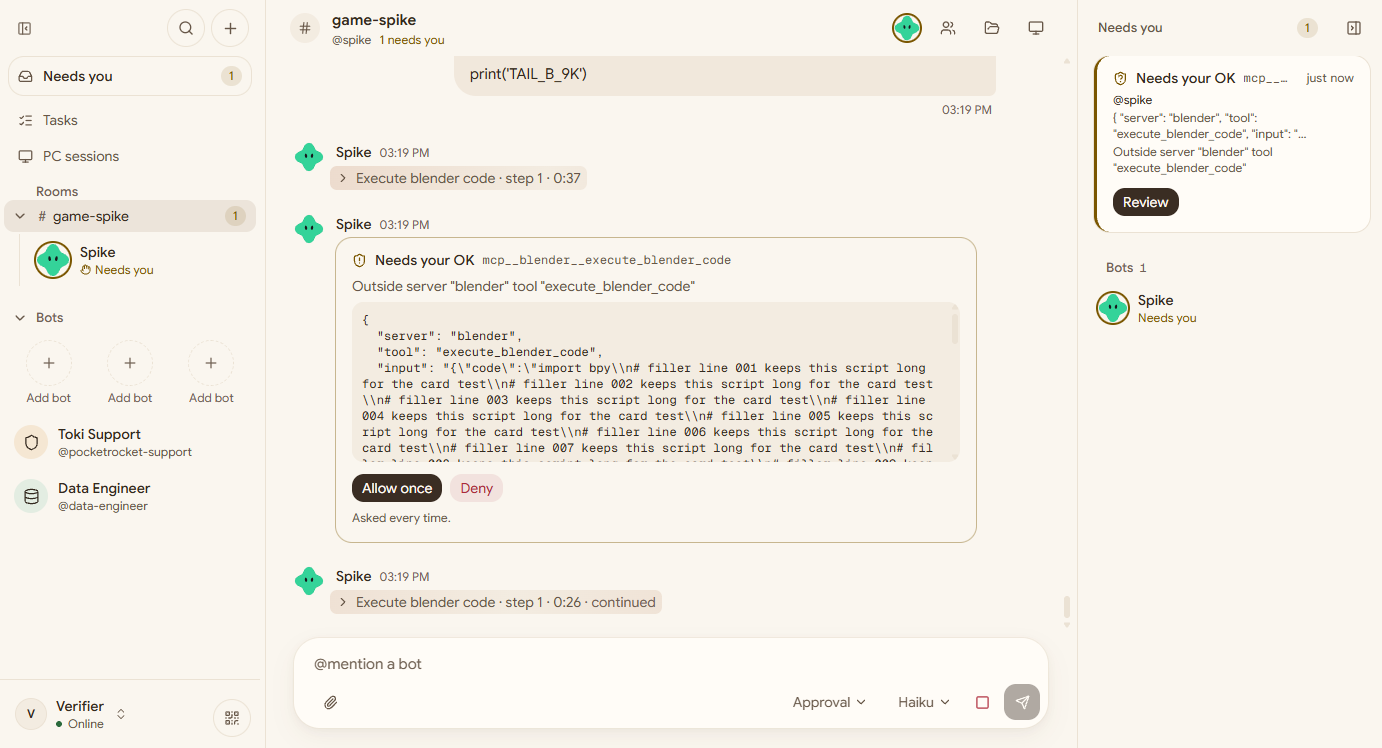 Needs you
1
Tasks
PC sessions
Rooms
# game-spike
1
Spike
Needs you
Bots
Add bot
Add bot
Add bot
Toki Support
@pocketrocket-support
Data Engineer
@data-engineer
V
Verifier
Online
#
game-spike
@spike 1 needs you
print('TAIL_B_9K')
03:19 PM
Spike 03:19 PM
Execute blender code · step 1 · 0:37
Spike 03:19 PM
Needs your OK mcp__blender__execute_blender_code
Outside server "blender" tool "execute_blender_code"
{
"server": "blender",
"tool": "execute_blender_code",
"input": "{\"code\":\"import bpy\\n# filler line 001 keeps this script long
for the card test\\n# filler line 002 keeps this script long for the card test
\\n# filler line 003 keeps this script long for the card test\\n# filler line
004 keeps this script long for the card test\\n# filler line 005 keeps this sc
ript long for the card test\\n# filler line 006 keeps this script long for the
card test\\n# filler line 007 keeps this script long for the card test\\n# fil
Allow once
Deny
Asked every time.
Spike 03:19 PM
Execute blender code · step 1 · 0:26 · continued
@mention a bot
Approval
Haiku
Needs you
1
Needs your OK mcp__… just now
@spike
{ "server": "blender", "tool":
"execute_blender_code", "input": "…
Outside server "blender" tool
"execute_blender_code"
Review
Bots 1
Spike
Needs you